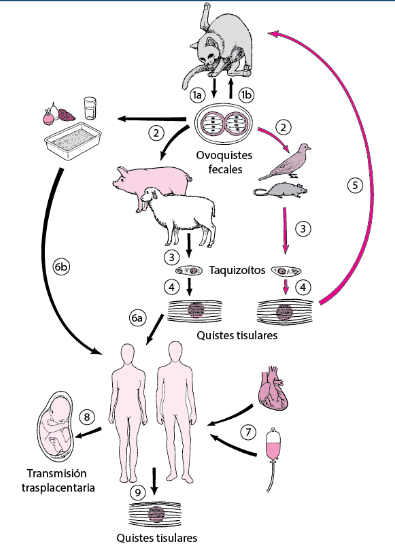 1a
1b
2
2
Ovoquistes
fecales
5
3
3
Taquizoítos
4
4
6b
6a
Quistes tisulares
8
7
Transmisión
trasplacentaria
9
Quistes tisulares